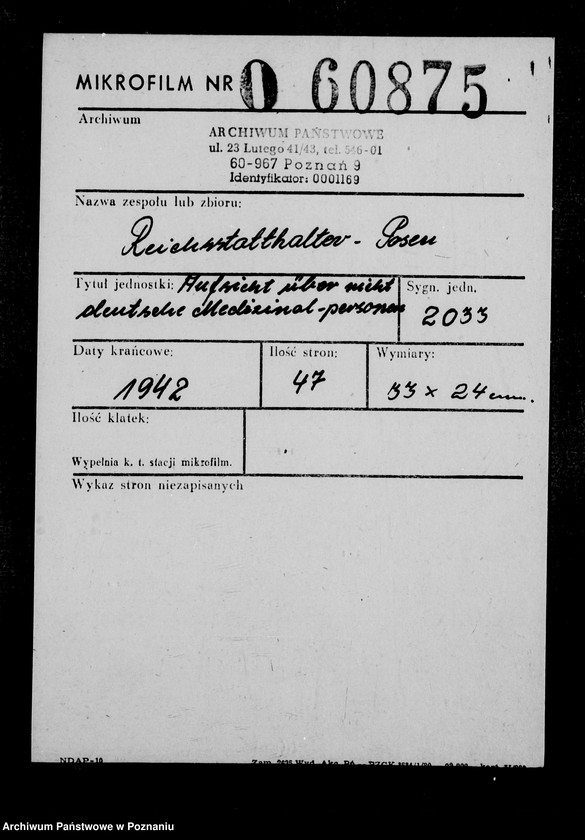 MIKROFILM NR 0 60875
Archiwum
ARCHIWUM PAŃSTWOWE
ul. 23 Lutego 41/43, tel. 546-01
60-967 Poznań 9
Identyfikator: 0001169
Nazwa zespołu lub zbioru:
Reichsstatthalter - Posen
Tytuł jednostki: Aufsicht über nicht
deutsche Medizinal-personen
Sygn. jedn.
2033
Daty krańcowe:
1942
Ilość stron:
47
Wymiary:
33 x 24 cm.
Ilość klatek:
Wypełnia k. t. stacji mikrofilm.
Wykaz stron niezapisanych
NDAP-10
Archiwum Państwowe w Poznaniu